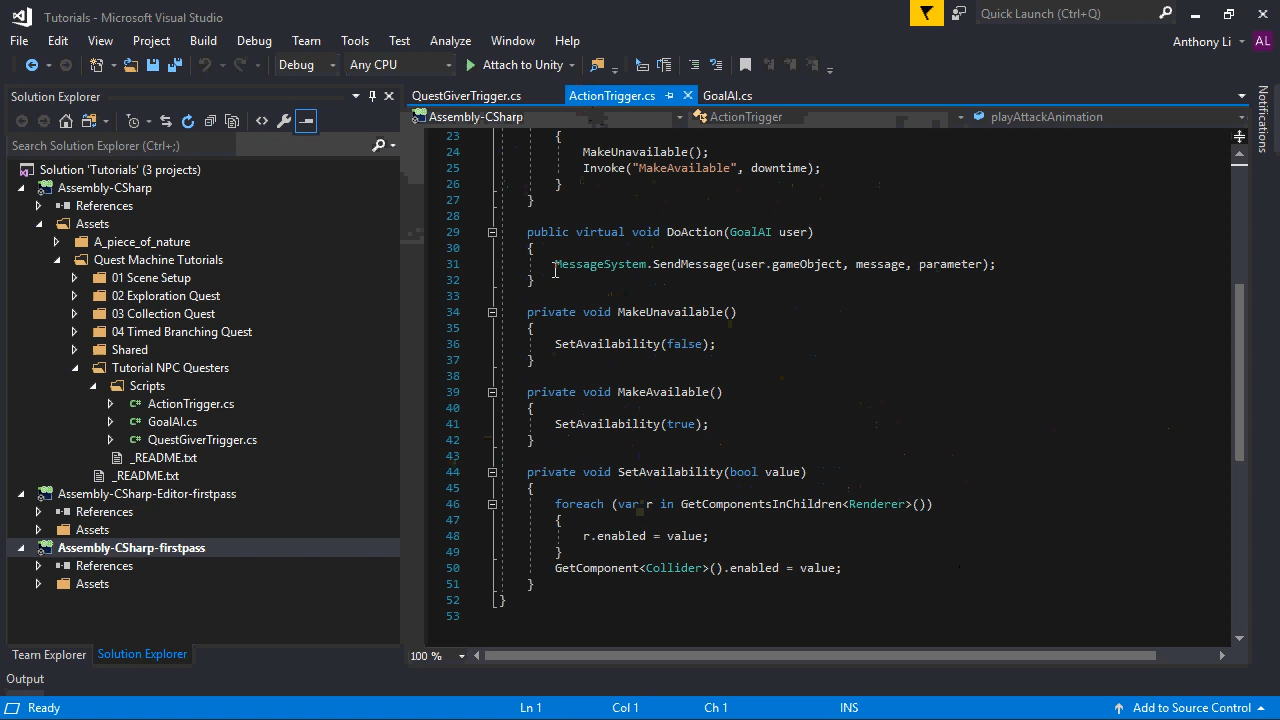 Tutorials - Microsoft Visual Studio
Quick Launch (Ctrl+Q)
File Edit View Project Build Debug Team Tools Test Analyze Window Help
Anthony Li AL
Debug Any CPU Attach to Unity
Solution Explorer
QuestGiverTrigger.cs ActionTrigger.cs GoalAI.cs
Assembly-CSharp ActionTrigger playAttackAnimation
Notifications
Search Solution Explorer (Ctrl+;)
Solution 'Tutorials' (3 projects)
Assembly-CSharp
References
Assets
A_piece_of_nature
Quest Machine Tutorials
01 Scene Setup
02 Exploration Quest
03 Collection Quest
04 Timed Branching Quest
Shared
Tutorial NPC Questers
Scripts
C# ActionTrigger.cs
C# GoalAI.cs
C# QuestGiverTrigger.cs
_README.txt
_README.txt
Assembly-CSharp-Editor-firstpass
References
Assets
Assembly-CSharp-firstpass
References
Assets
Team Explorer Solution Explorer
23 {
24 MakeUnavailable();
25 Invoke("MakeAvailable", downtime);
26 }
27 }
28
29 public virtual void DoAction(GoalAI user)
30 {
31 MessageSystem.SendMessage(user.gameObject, message, parameter);
32 }
33
34 private void MakeUnavailable()
35 {
36 SetAvailability(false);
37 }
38
39 private void MakeAvailable()
40 {
41 SetAvailability(true);
42 }
43
44 private void SetAvailability(bool value)
45 {
46 foreach (var r in GetComponentsInChildren<Renderer>())
47 {
48 r.enabled = value;
49 }
50 GetComponent<Collider>().enabled = value;
51 }
52 }
53
100 %
Output
Ready Ln 1 Col 1 Ch 1 INS Add to Source Control